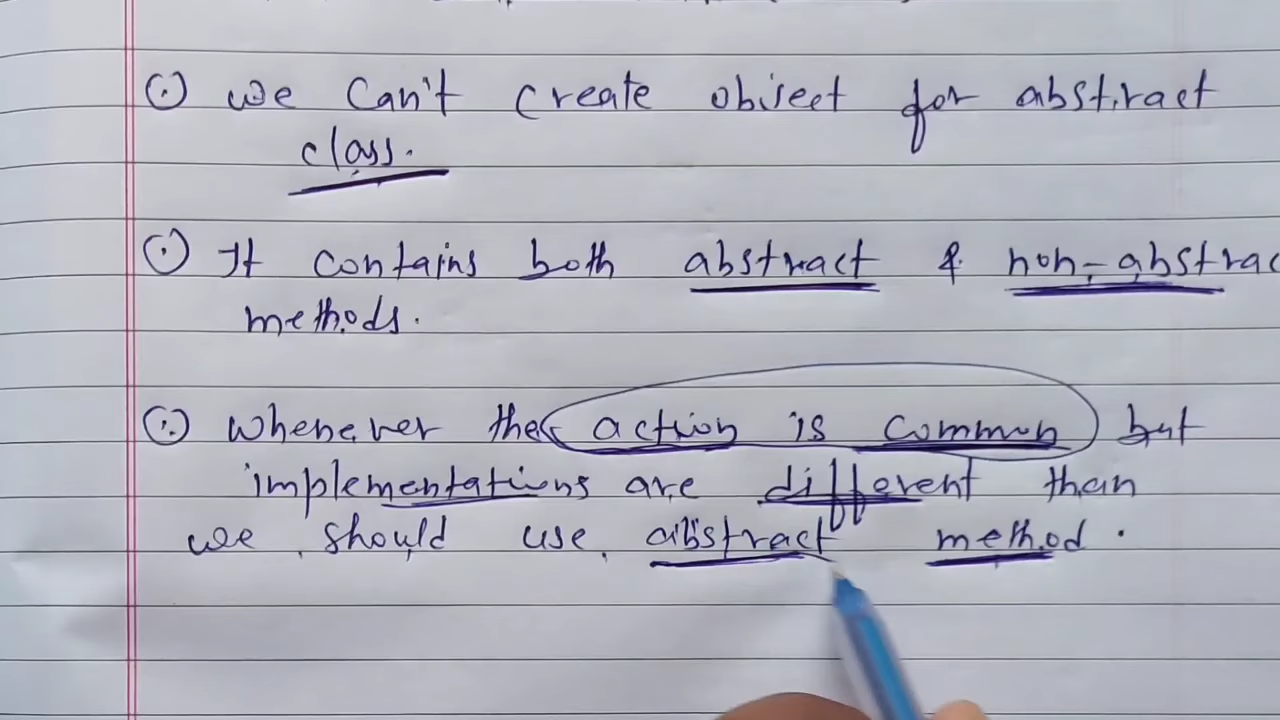 we can't create object for abstract
class.
It contains both abstract & non-abstrac
methods.
whenever the action is common but
implementations are different than
we should use abstract method.